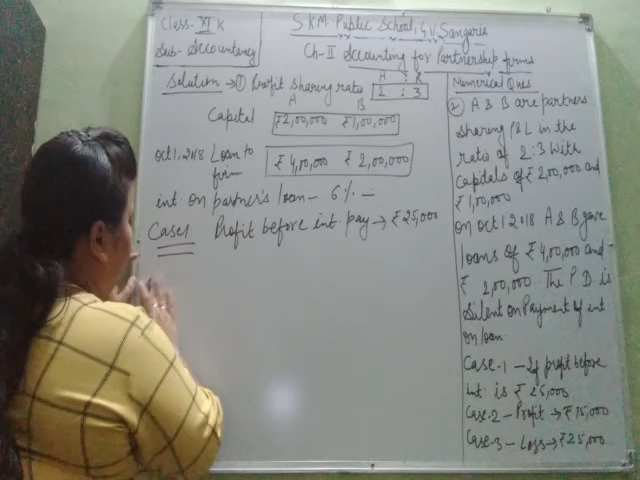 Class- XI K
Sub- Accountancy
SKM Public School, G.V. Sangaria
Ch-II Accounting for Partnership firms
Solution → ① Profit sharing ratio
A : B
2 : 3
A B
Capital ₹2,00,000 ₹1,00,000
Oct 1, 2018 Loan to firm ₹4,00,000 ₹2,00,000
int on partner's loan - 6% -
Case 1 Profit before int pay → ₹25,000
Numerical Ques
② A & B are partners
sharing P&L in the
ratio of 2:3 with
capitals of ₹2,00,000 and
₹1,00,000
on Oct 1 2018 A & B gave
loans of ₹4,00,000 and
₹2,00,000 The P D is
silent on Payment of int
on loan
Case-1 - If profit before
int is ₹25,000
Case-2 - Profit → ₹15,000
Case-3 - Loss → ₹25,000